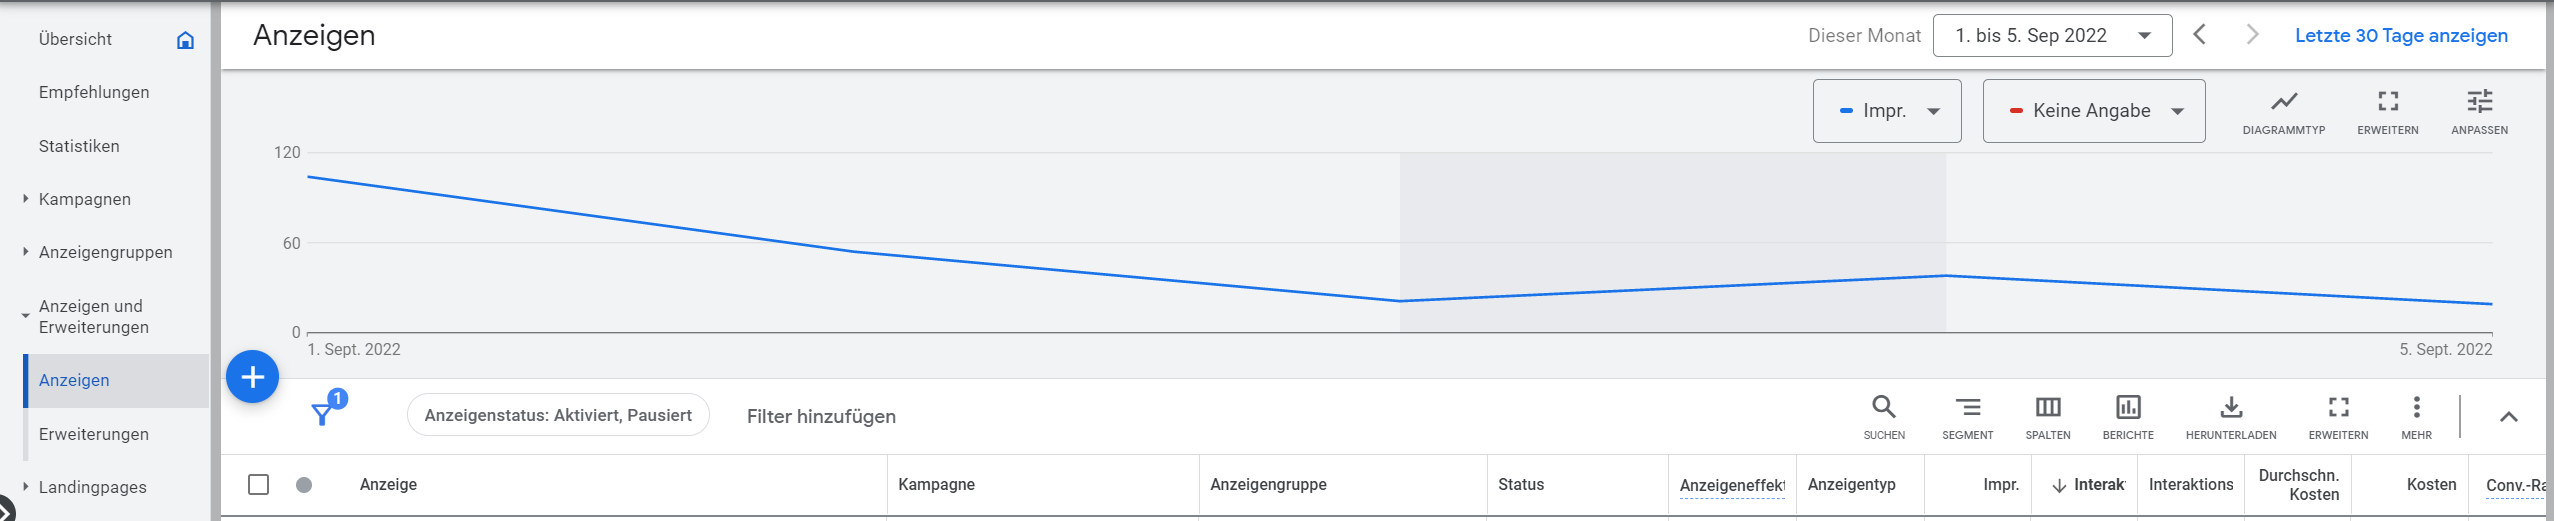 Übersicht
Empfehlungen
Statistiken
Kampagnen
Anzeigengruppen
Anzeigen und
Erweiterungen
Anzeigen
Erweiterungen
Landingpages
Anzeigen
Dieser Monat
1. bis 5. Sep 2022
Letzte 30 Tage anzeigen
Impr.
Keine Angabe
DIAGRAMMTYP
ERWEITERN
ANPASSEN
120
60
0
1. Sept. 2022
5. Sept. 2022
1
Anzeigenstatus: Aktiviert, Pausiert
Filter hinzufügen
SUCHEN
SEGMENT
SPALTEN
BERICHTE
HERUNTERLADEN
ERWEITERN
MEHR
Anzeige
Kampagne
Anzeigengruppe
Status
Anzeigeneffekt
Anzeigentyp
Impr.
Interak
Interaktions
Durchschn.
Kosten
Kosten
Conv.-Ra